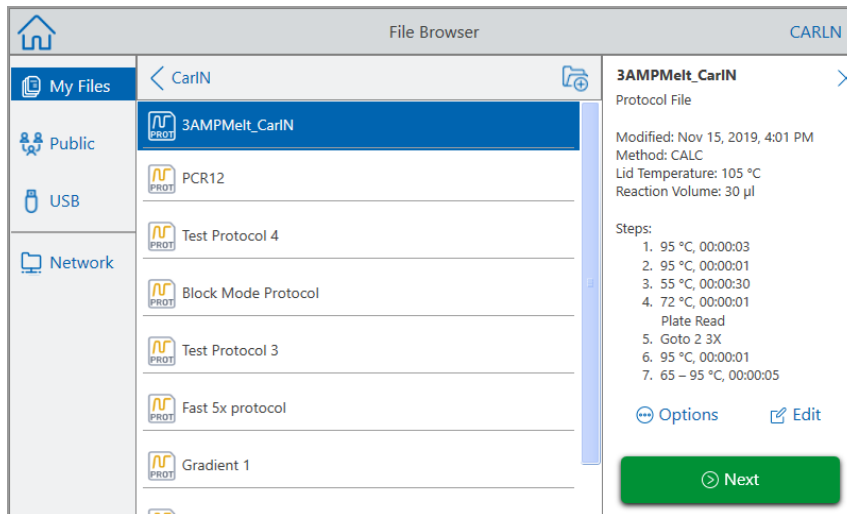 File Browser
CARLN
My Files
Public
USB
Network
CarIN
3AMPMelt_CarIN
PROT
PCR12
PROT
Test Protocol 4
PROT
Block Mode Protocol
PROT
Test Protocol 3
PROT
Fast 5x protocol
PROT
Gradient 1
PROT
3AMPMelt_CarIN
Protocol File
Modified: Nov 15, 2019, 4:01 PM
Method: CALC
Lid Temperature: 105 °C
Reaction Volume: 30 µl
Steps:
1. 95 °C, 00:00:03
2. 95 °C, 00:00:01
3. 55 °C, 00:00:30
4. 72 °C, 00:00:01
Plate Read
5. Goto 2 3X
6. 95 °C, 00:00:01
7. 65 – 95 °C, 00:00:05
Options
Edit
Next